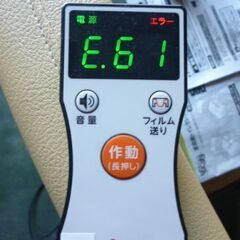 電源 エラー
E.61
音量
フィルム
送り
作動
(長押し)